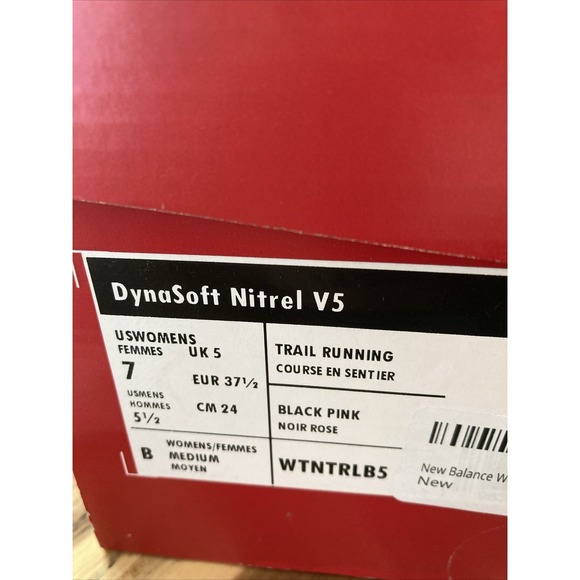 DynaSoft Nitrel V5
USWOMENS
FEMMES
7
UK 5
EUR 37½
USMENS
HOMMES
5½
CM 24
B
WOMENS/FEMMES
MEDIUM
MOYEN
TRAIL RUNNING
COURSE EN SENTIER
BLACK PINK
NOIR ROSE
WTNTRLB5
New Balance W
New